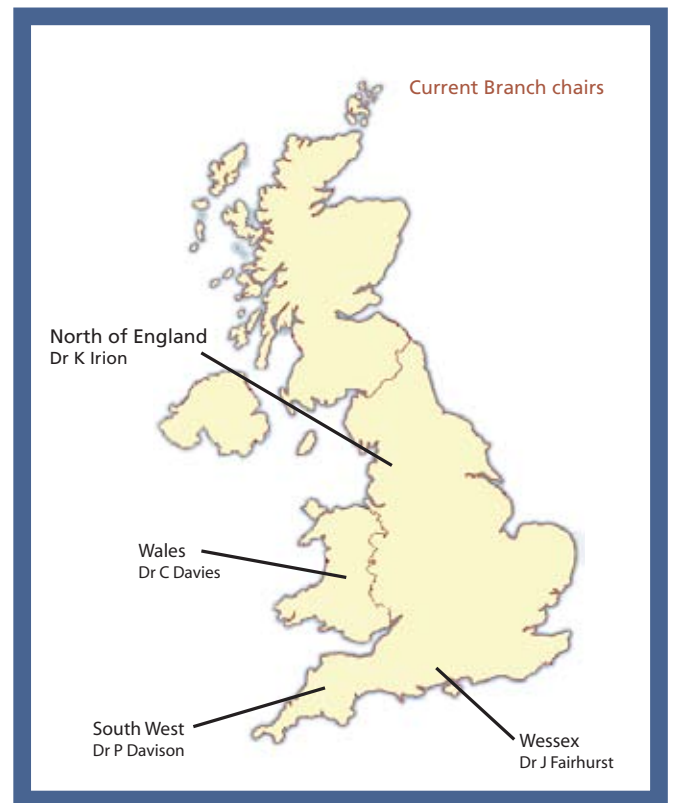 Current Branch chairs
North of England
Dr K Irion
Wales
Dr C Davies
South West
Dr P Davison
Wessex
Dr J Fairhurst